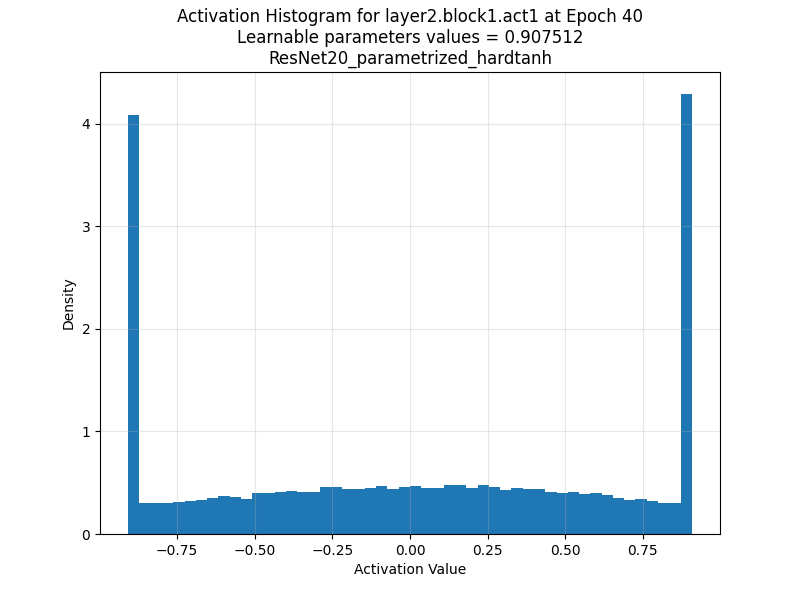 Activation Histogram for layer2.block1.act1 at Epoch 40
Learnable parameters values = 0.907512
ResNet20_parametrized_hardtanh
4
3
2
1
0
Density
−0.75 −0.50 −0.25 0.00 0.25 0.50 0.75
Activation Value